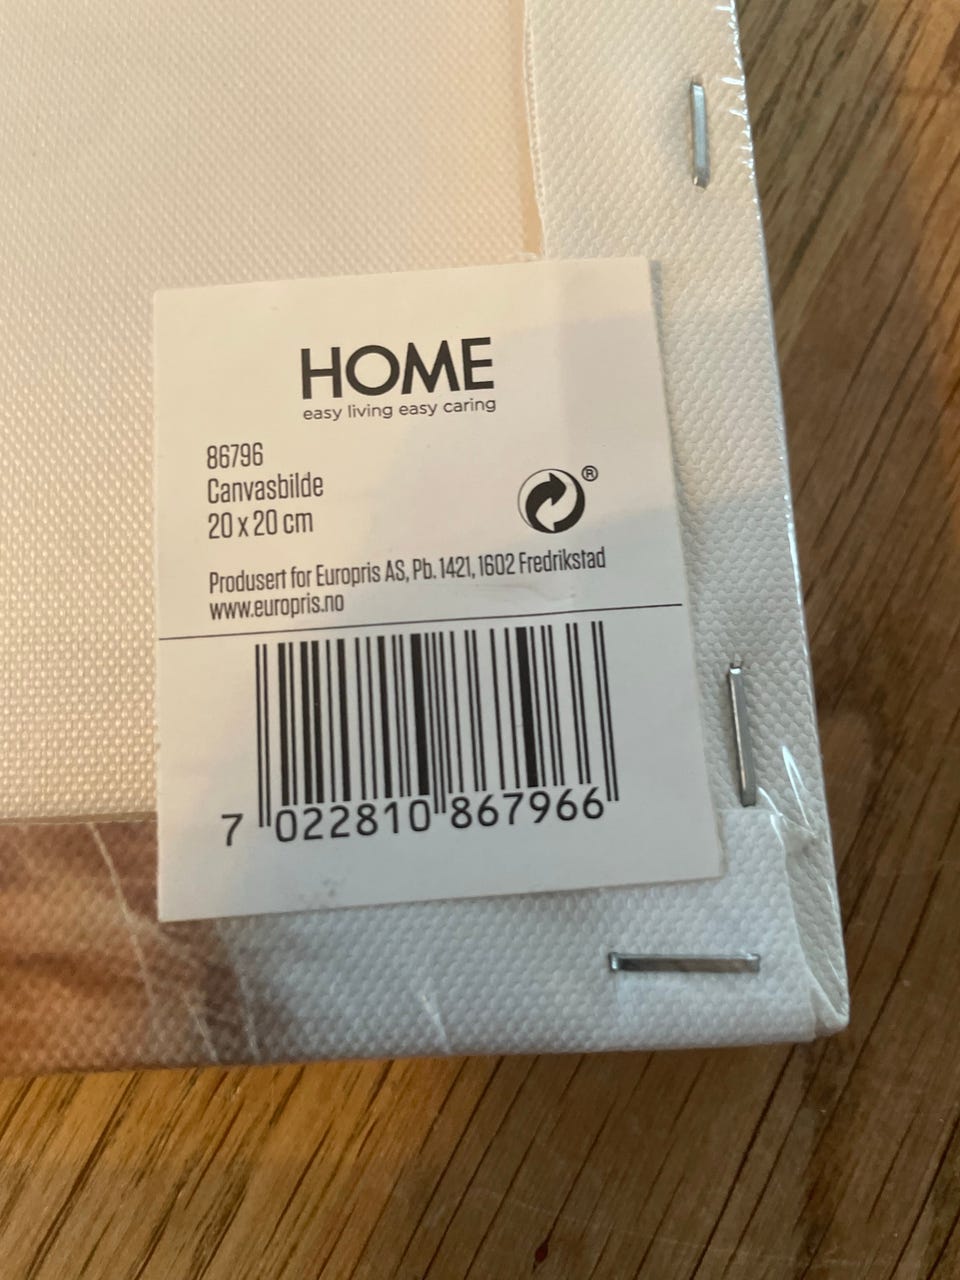 HOME
easy living easy caring
86796
Canvasbilde
20 x 20 cm
®
Produsert for Europris AS, Pb. 1421, 1602 Fredrikstad
www.europris.no
7 022810 867966